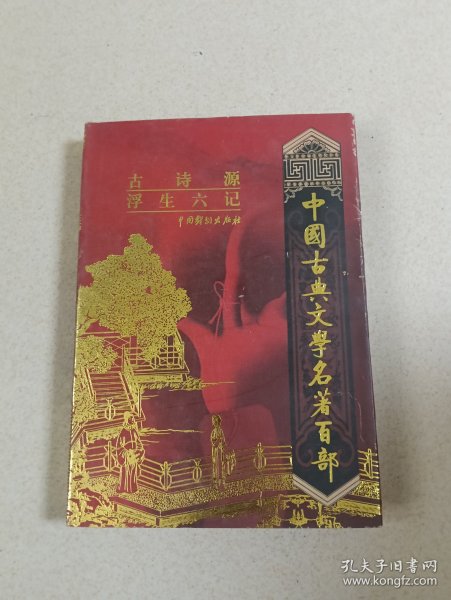 古诗源
浮生六记
中国戏剧出版社
中國古典文學名著百部
孔夫子旧书网
www.kongfz.com